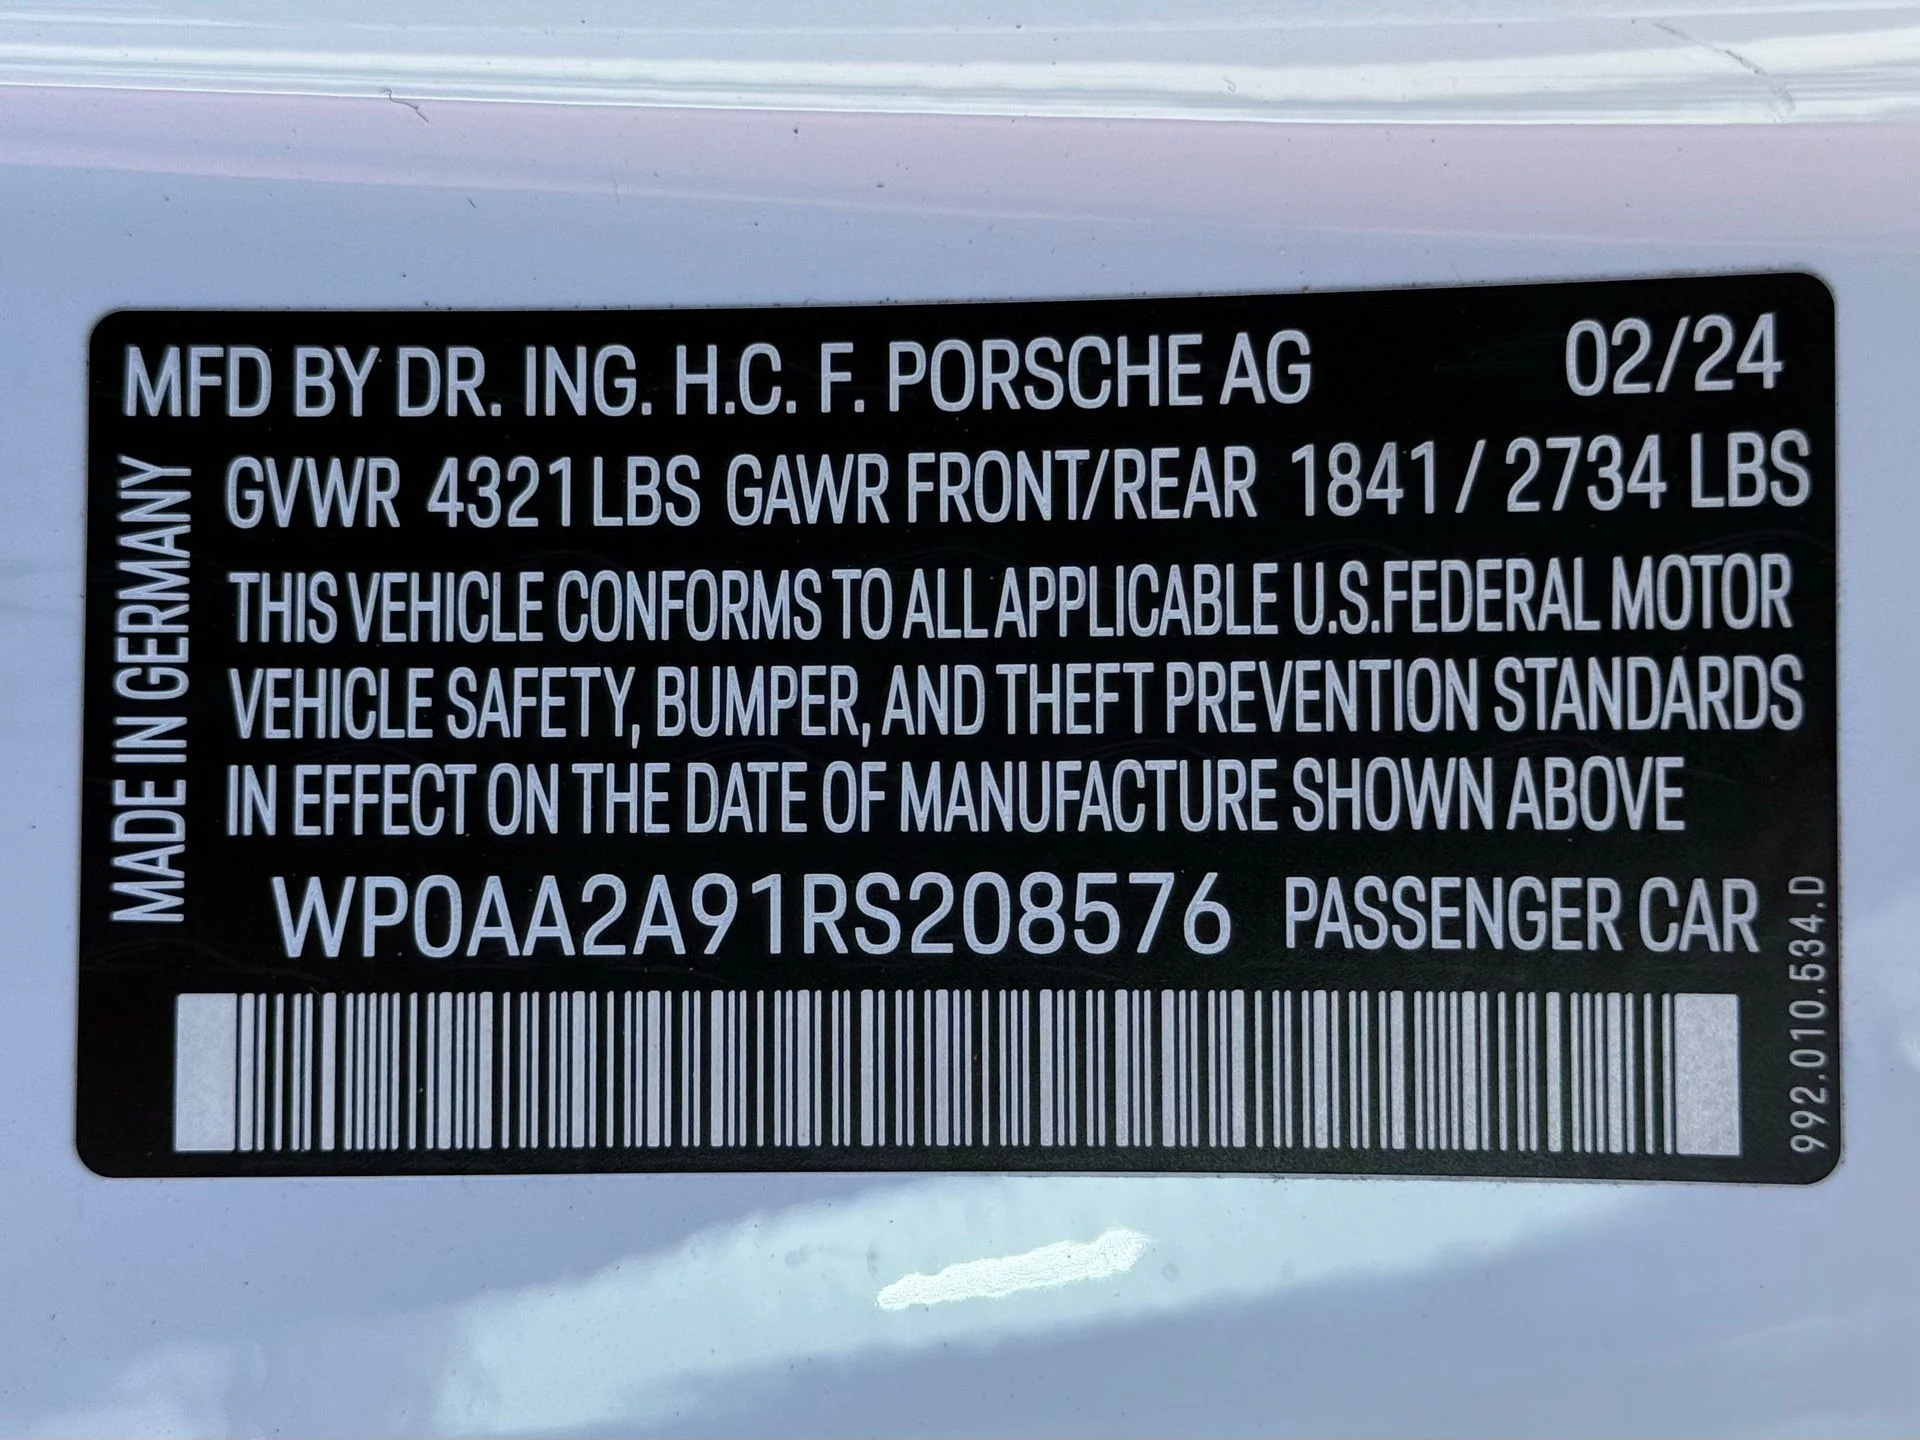 MFD BY DR. ING. H.C. F. PORSCHE AG 02/24
GVWR 4321 LBS GAWR FRONT/REAR 1841 / 2734 LBS
THIS VEHICLE CONFORMS TO ALL APPLICABLE U.S.FEDERAL MOTOR
VEHICLE SAFETY, BUMPER, AND THEFT PREVENTION STANDARDS
IN EFFECT ON THE DATE OF MANUFACTURE SHOWN ABOVE
WP0AA2A91RS208576 PASSENGER CAR
MADE IN GERMANY
992.010.534.D